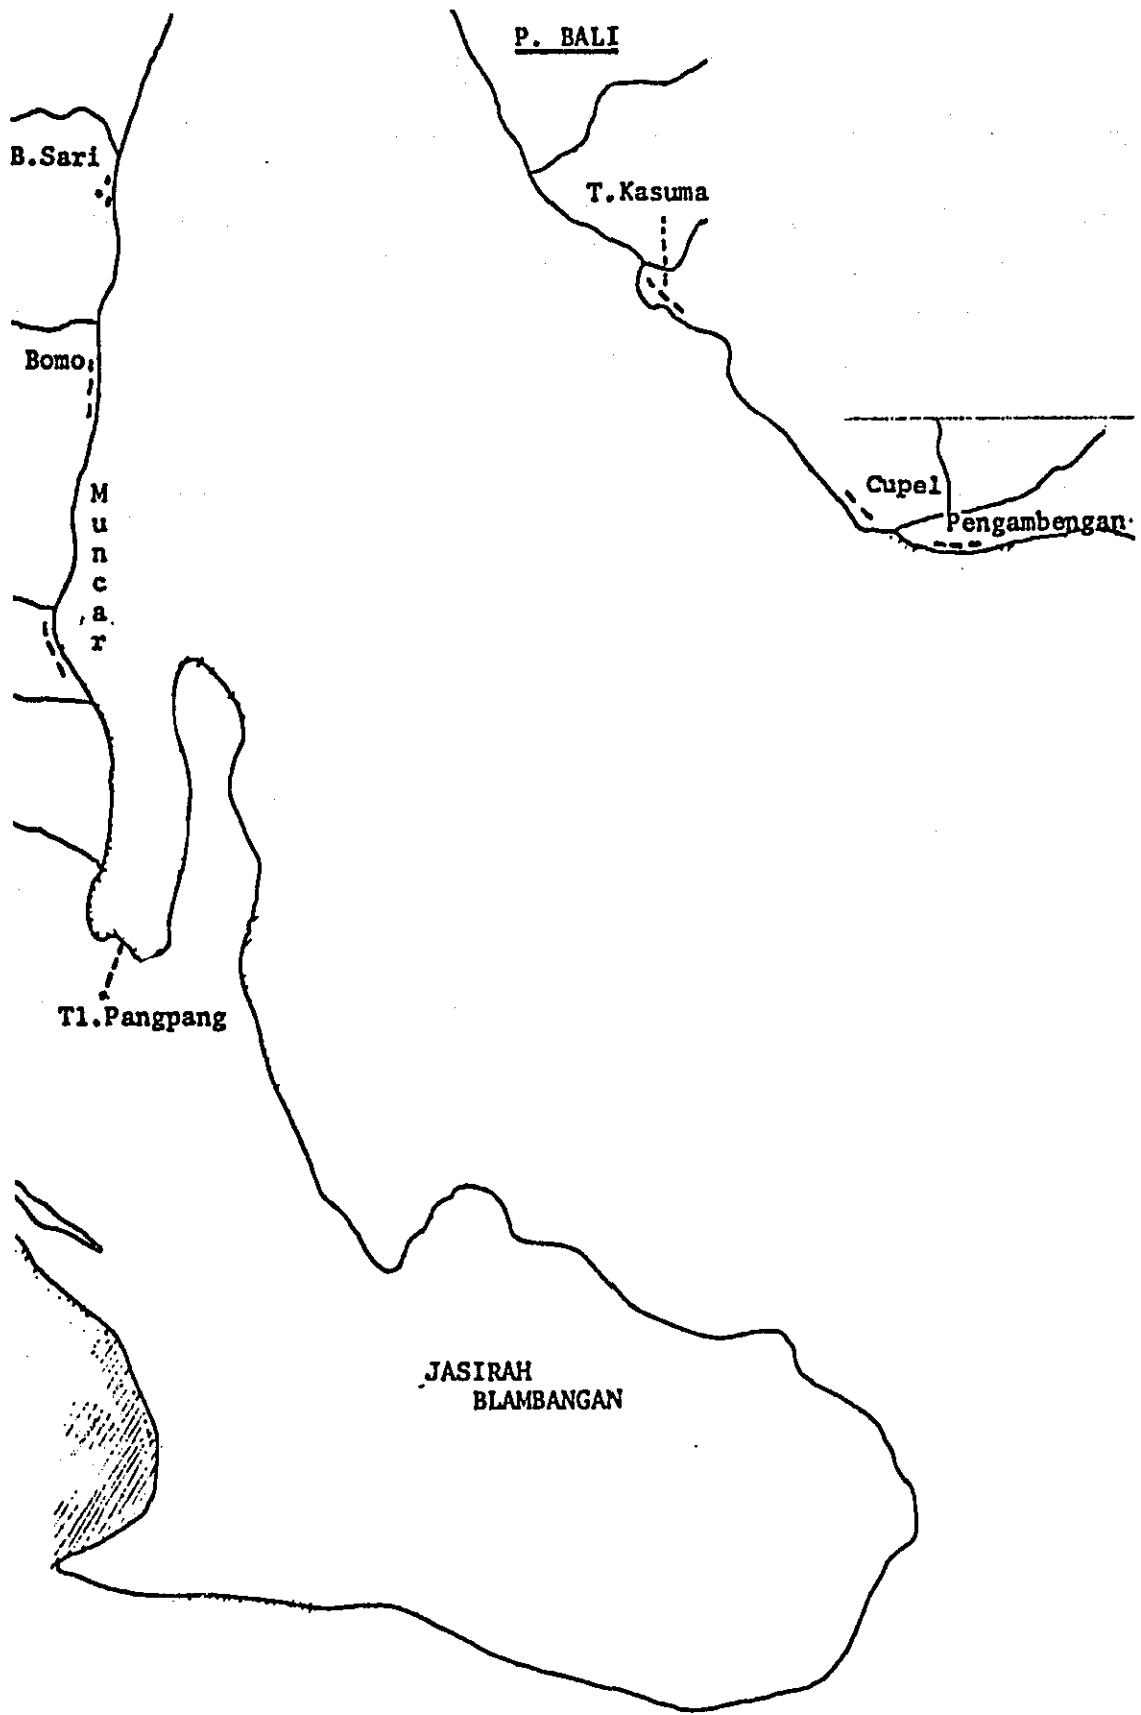 P. BALI
B.Sari
T.Kasuma
Bomo
Cupel
Muncar
Pengambengan
Tl.Pangpang
JASIRAH
BLAMBANGAN